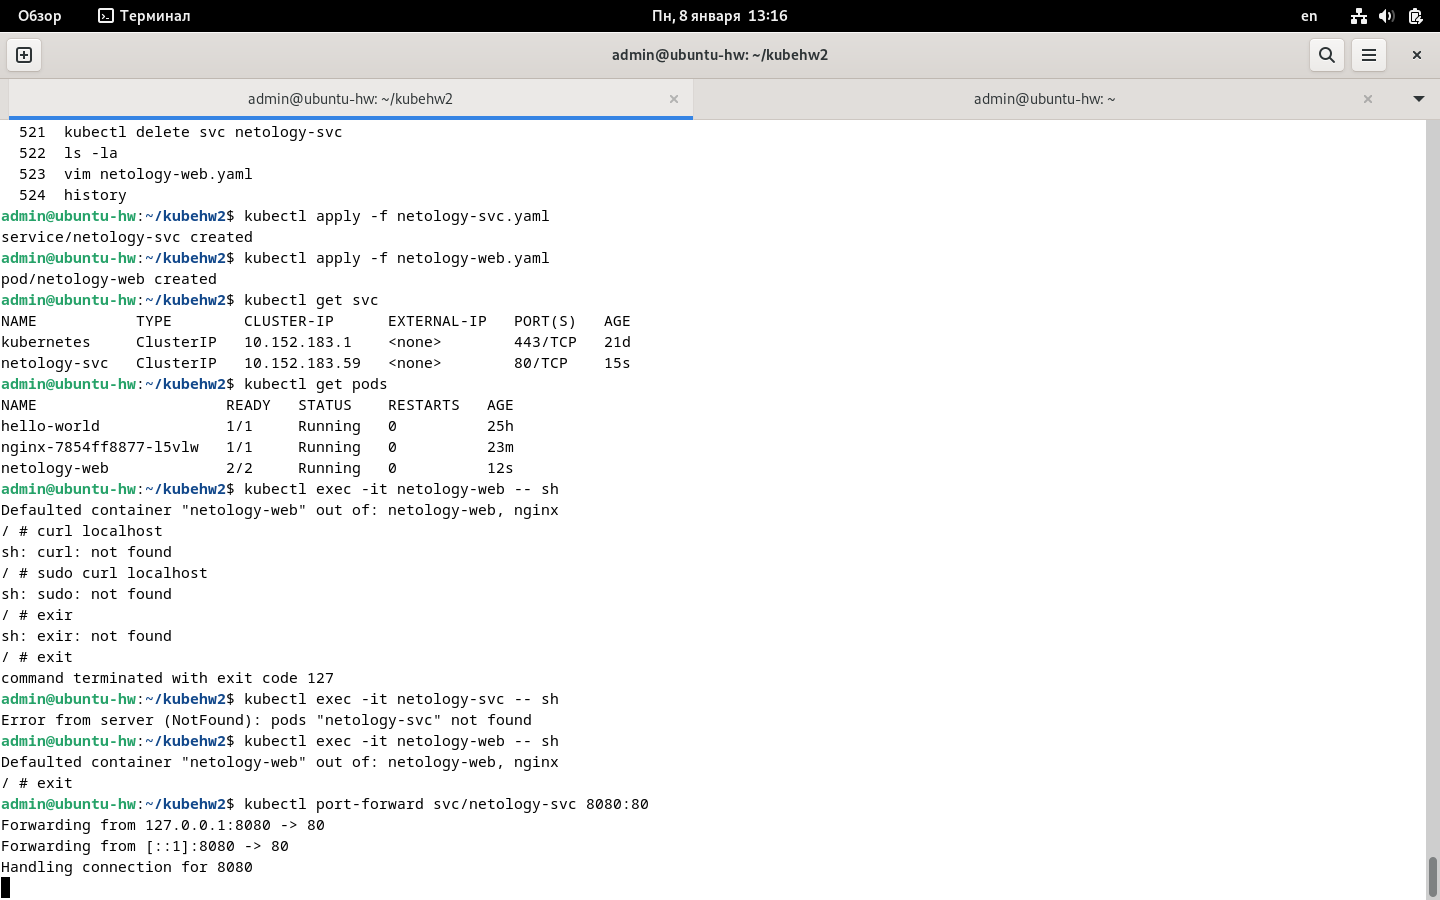 Обзор Терминал Пн, 8 января 13:16 en
admin@ubuntu-hw: ~/kubehw2
admin@ubuntu-hw: ~/kubehw2 admin@ubuntu-hw: ~
521 kubectl delete svc netology-svc
522 ls -la
523 vim netology-web.yaml
524 history
admin@ubuntu-hw:~/kubehw2$ kubectl apply -f netology-svc.yaml
service/netology-svc created
admin@ubuntu-hw:~/kubehw2$ kubectl apply -f netology-web.yaml
pod/netology-web created
admin@ubuntu-hw:~/kubehw2$ kubectl get svc
NAME TYPE CLUSTER-IP EXTERNAL-IP PORT(S) AGE
kubernetes ClusterIP 10.152.183.1 <none> 443/TCP 21d
netology-svc ClusterIP 10.152.183.59 <none> 80/TCP 15s
admin@ubuntu-hw:~/kubehw2$ kubectl get pods
NAME READY STATUS RESTARTS AGE
hello-world 1/1 Running 0 25h
nginx-7854ff8877-l5vlw 1/1 Running 0 23m
netology-web 2/2 Running 0 12s
admin@ubuntu-hw:~/kubehw2$ kubectl exec -it netology-web -- sh
Defaulted container "netology-web" out of: netology-web, nginx
/ # curl localhost
sh: curl: not found
/ # sudo curl localhost
sh: sudo: not found
/ # exir
sh: exir: not found
/ # exit
command terminated with exit code 127
admin@ubuntu-hw:~/kubehw2$ kubectl exec -it netology-svc -- sh
Error from server (NotFound): pods "netology-svc" not found
admin@ubuntu-hw:~/kubehw2$ kubectl exec -it netology-web -- sh
Defaulted container "netology-web" out of: netology-web, nginx
/ # exit
admin@ubuntu-hw:~/kubehw2$ kubectl port-forward svc/netology-svc 8080:80
Forwarding from 127.0.0.1:8080 -> 80
Forwarding from [::1]:8080 -> 80
Handling connection for 8080